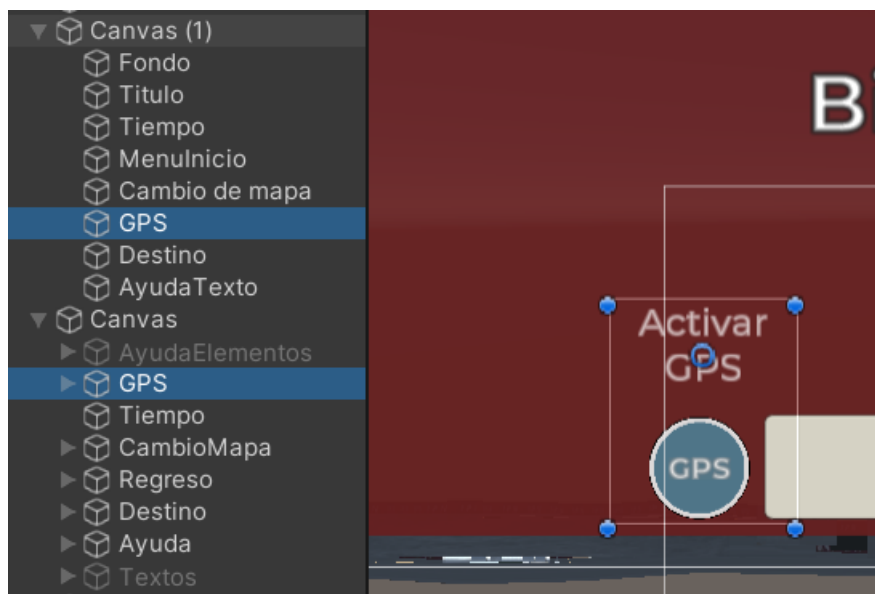 Canvas (1)
Fondo
Titulo
Tiempo
MenuInicio
Cambio de mapa
GPS
Destino
AyudaTexto
Canvas
AyudaElementos
GPS
Tiempo
CambioMapa
Regreso
Destino
Ayuda
Textos
Activar
GPS
GPS